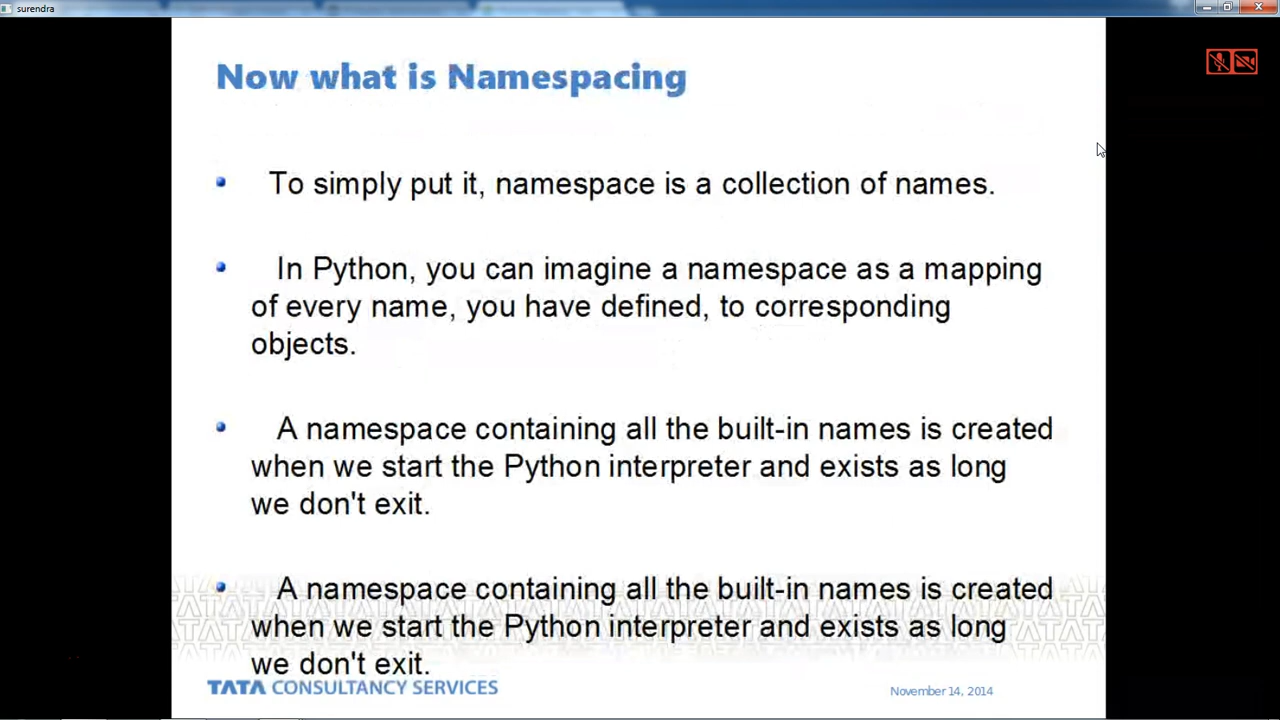 surendra
Now what is Namespacing
To simply put it, namespace is a collection of names.
In Python, you can imagine a namespace as a mapping
of every name, you have defined, to corresponding
objects.
A namespace containing all the built-in names is created
when we start the Python interpreter and exists as long
we don't exit.
A namespace containing all the built-in names is created
when we start the Python interpreter and exists as long
we don't exit.
TATA CONSULTANCY SERVICES
November 14, 2014